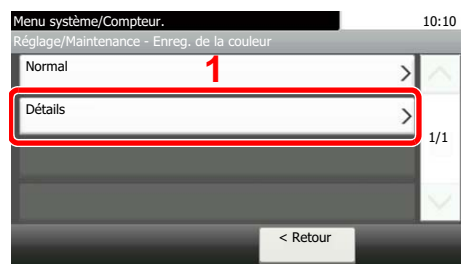 Menu système/Compteur. 10:10
Réglage/Maintenance - Enreg. de la couleur
Normal
1
Détails
1/1
< Retour